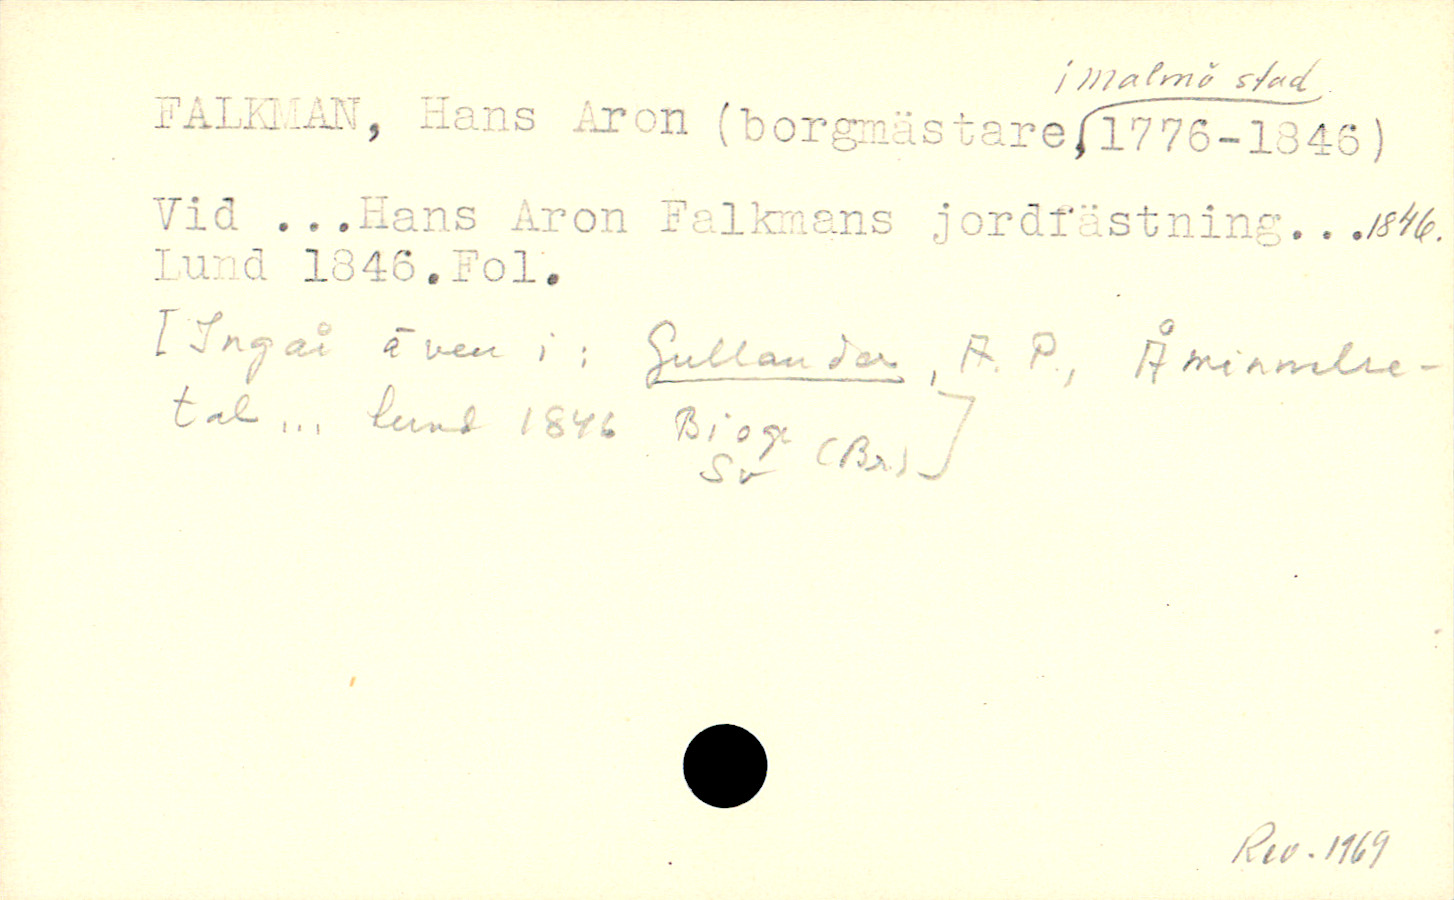 i Malmö stad
FALKMAN, Hans Aron (borgmästare, 1776-1846)
Vid ...Hans Aron Falkmans jordfästning...1846.
Lund 1846.Fol.
[Ingår även i: Gullander, A. P., Åminnelse-
tal ... Lund 1846 Biogr
Sv (Br)]
Rev. 1969